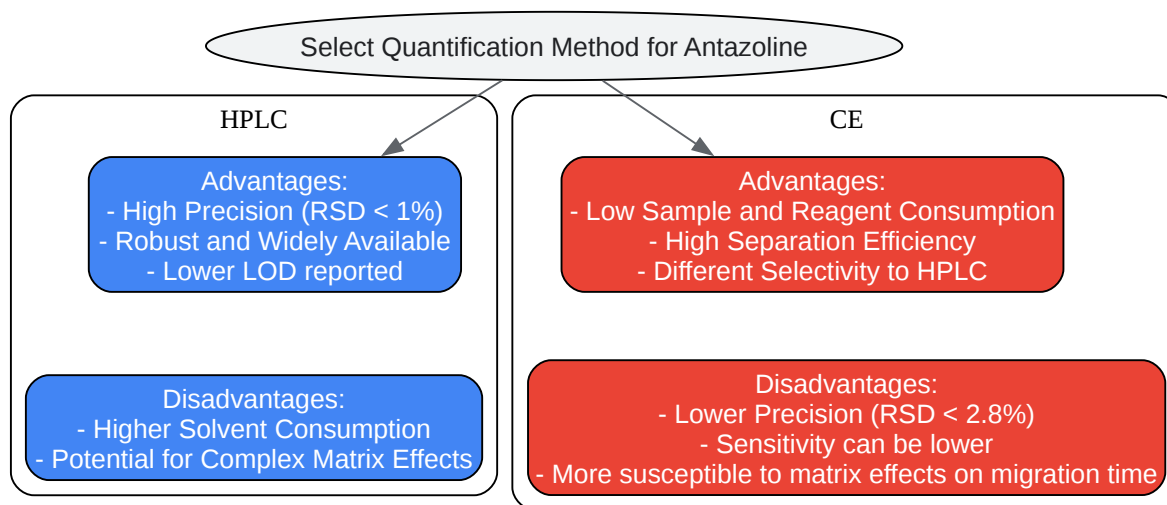 Select Quantification Method for Antazoline
HPLC
Advantages:
- High Precision (RSD < 1%)
- Robust and Widely Available
- Lower LOD reported
Disadvantages:
- Higher Solvent Consumption
- Potential for Complex Matrix Effects
CE
Advantages:
- Low Sample and Reagent Consumption
- High Separation Efficiency
- Different Selectivity to HPLC
Disadvantages:
- Lower Precision (RSD < 2.8%)
- Sensitivity can be lower
- More susceptible to matrix effects on migration time